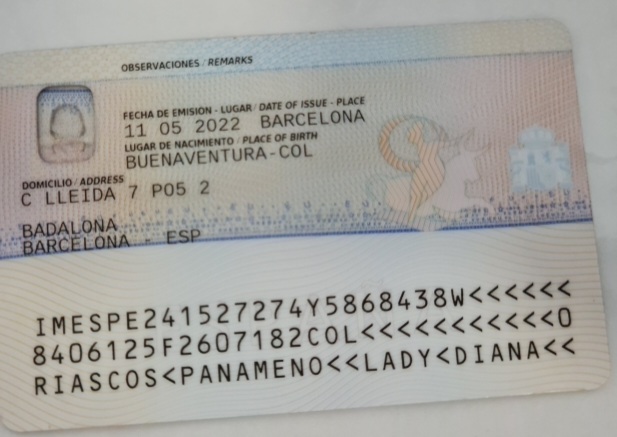 OBSERVACIONES / REMARKS
FECHA DE EMISION - LUGAR / DATE OF ISSUE - PLACE
11 05 2022 BARCELONA
LUGAR DE NACIMIENTO / PLACE OF BIRTH
BUENAVENTURA-COL
DOMICILIO / ADDRESS
C LLEIDA 7 P05 2
BADALONA
BARCELONA - ESP
IMESPE241527274Y5868438W<<<<<<
8406125F2607182COL<<<<<<<<<<<0
RIASCOS<PANAMENO<<LADY<DIANA<<